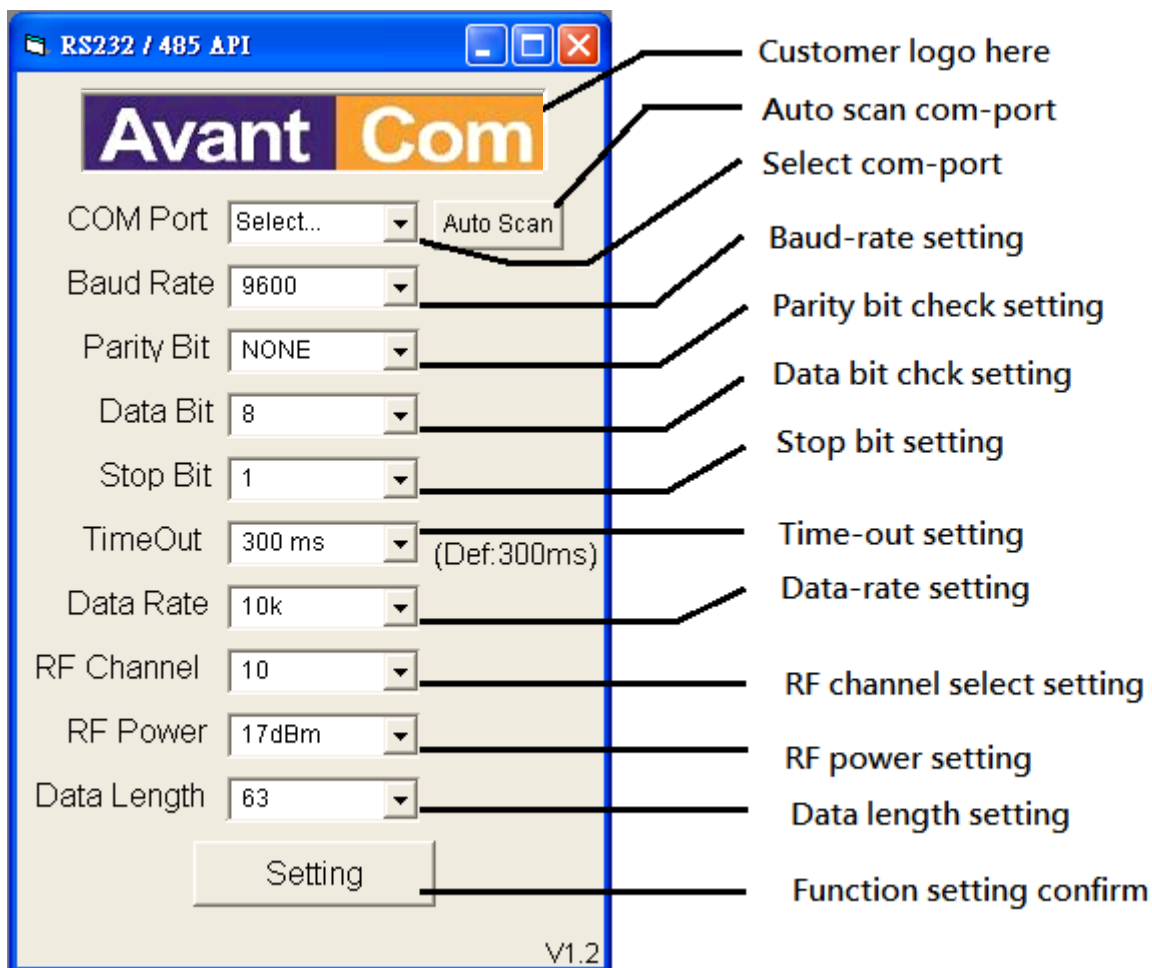 RS232 / 485 API
Customer logo here
Avant Com
Auto scan com-port
Select com-port
COM Port Select... Auto Scan
Baud-rate setting
Baud Rate 9600
Parity bit check setting
Parity Bit NONE
Data bit chck setting
Data Bit 8
Stop bit setting
Stop Bit 1
Time-out setting
TimeOut 300 ms (Def:300ms)
Data-rate setting
Data Rate 10k
RF Channel 10
RF channel select setting
RF Power 17dBm
RF power setting
Data Length 63
Data length setting
Setting
Function setting confirm
V1.2